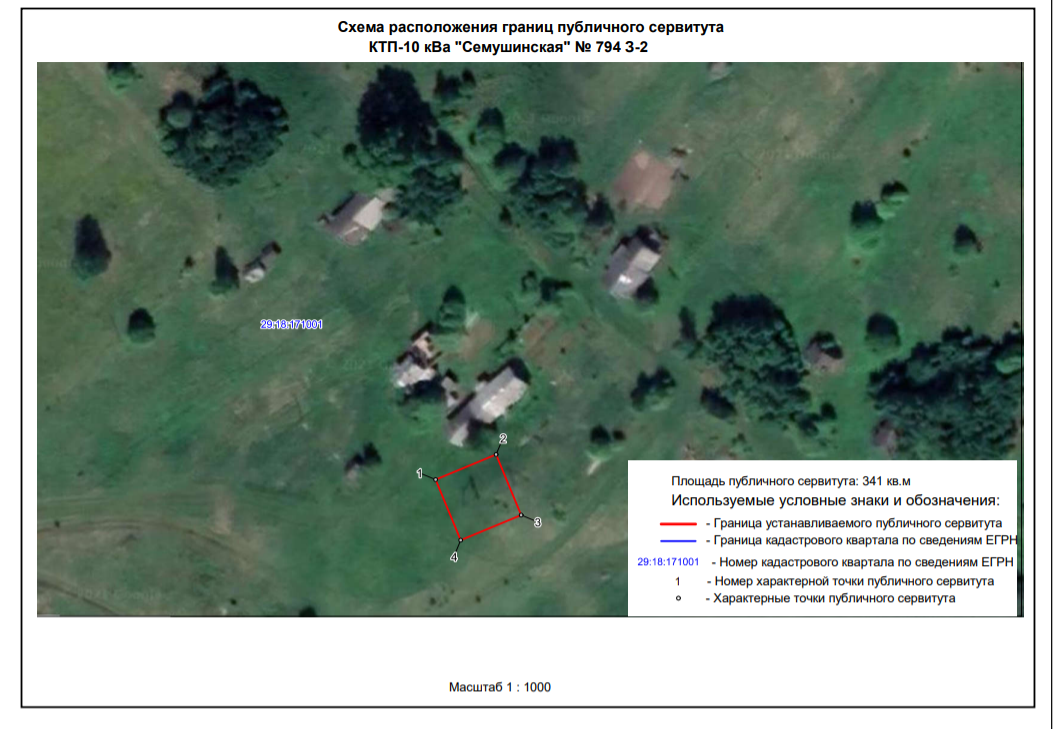 Схема расположения границ публичного сервитута
КТП-10 кВа "Семушинская" № 794 З-2
29:18:171001
2
1
3
4
Площадь публичного сервитута: 341 кв.м
Используемые условные знаки и обозначения:
- Граница устанавливаемого публичного сервитута
- Граница кадастрового квартала по сведениям ЕГРН
29:18:171001 - Номер кадастрового квартала по сведениям ЕГРН
1 - Номер характерной точки публичного сервитута
- Характерные точки публичного сервитута
Масштаб 1 : 1000